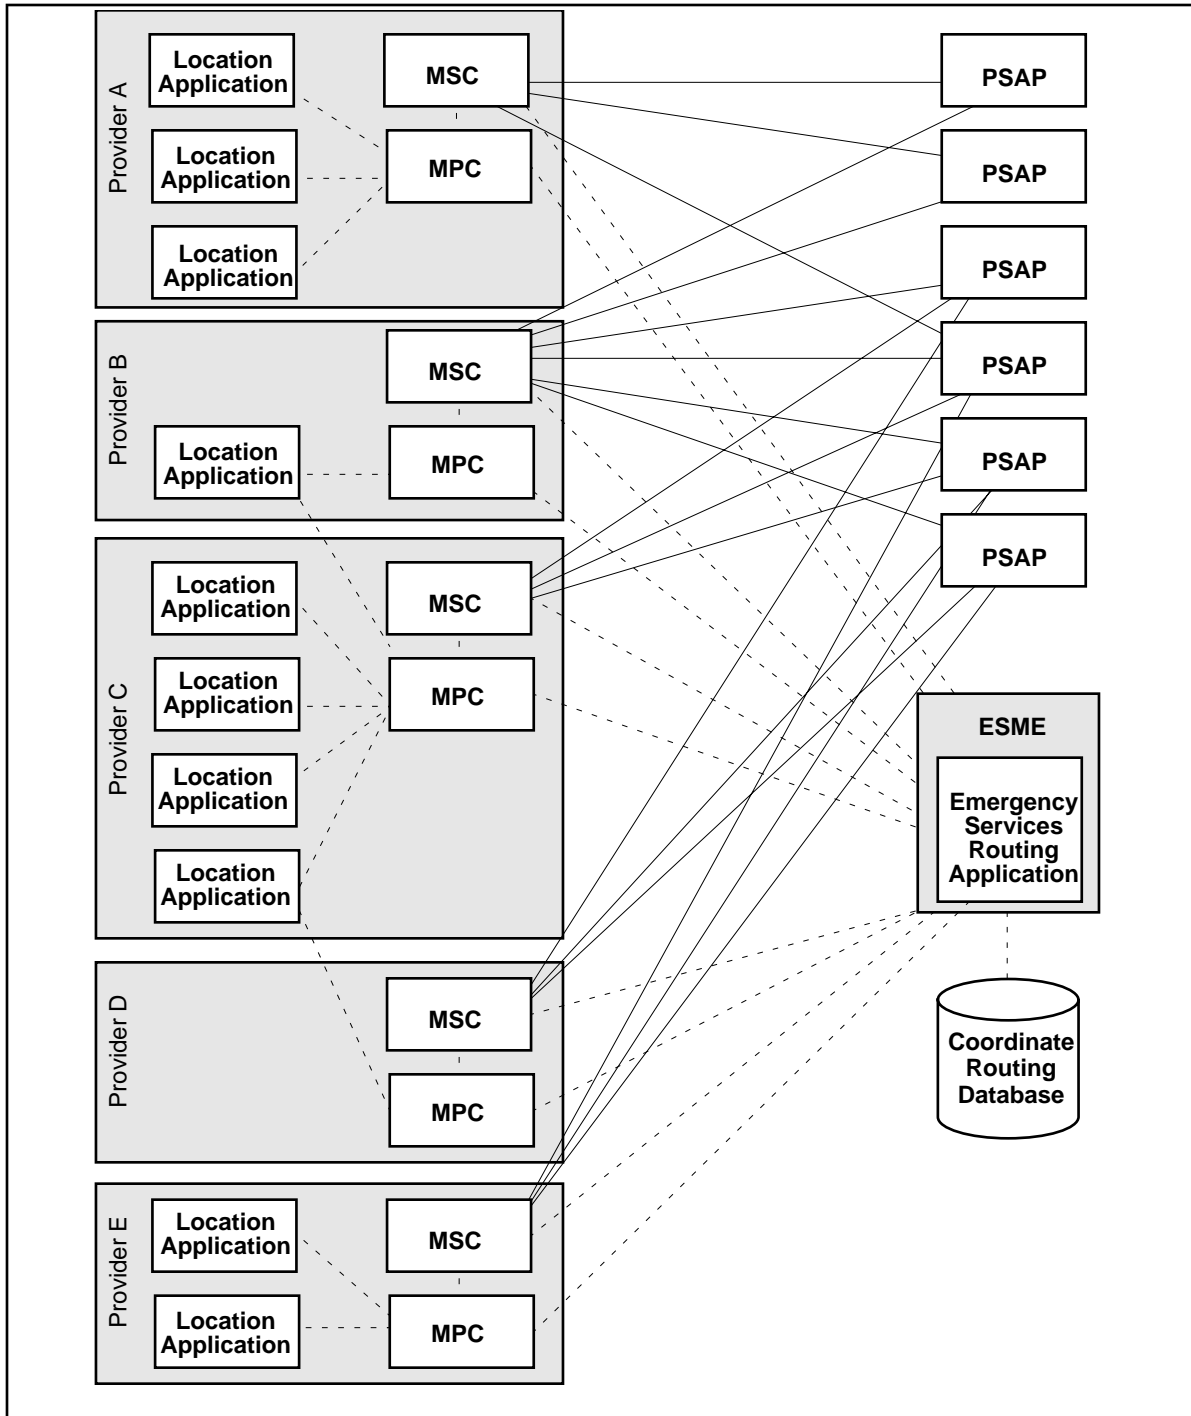 Provider A
Location
Application
MSC
Location
Application
MPC
Location
Application
Provider B
MSC
Location
Application
MPC
Provider C
Location
Application
MSC
Location
Application
MPC
Location
Application
Location
Application
Provider D
MSC
MPC
Provider E
Location
Application
MSC
Location
Application
MPC
PSAP
PSAP
PSAP
PSAP
PSAP
PSAP
ESME
Emergency
Services
Routing
Application
Coordinate
Routing
Database